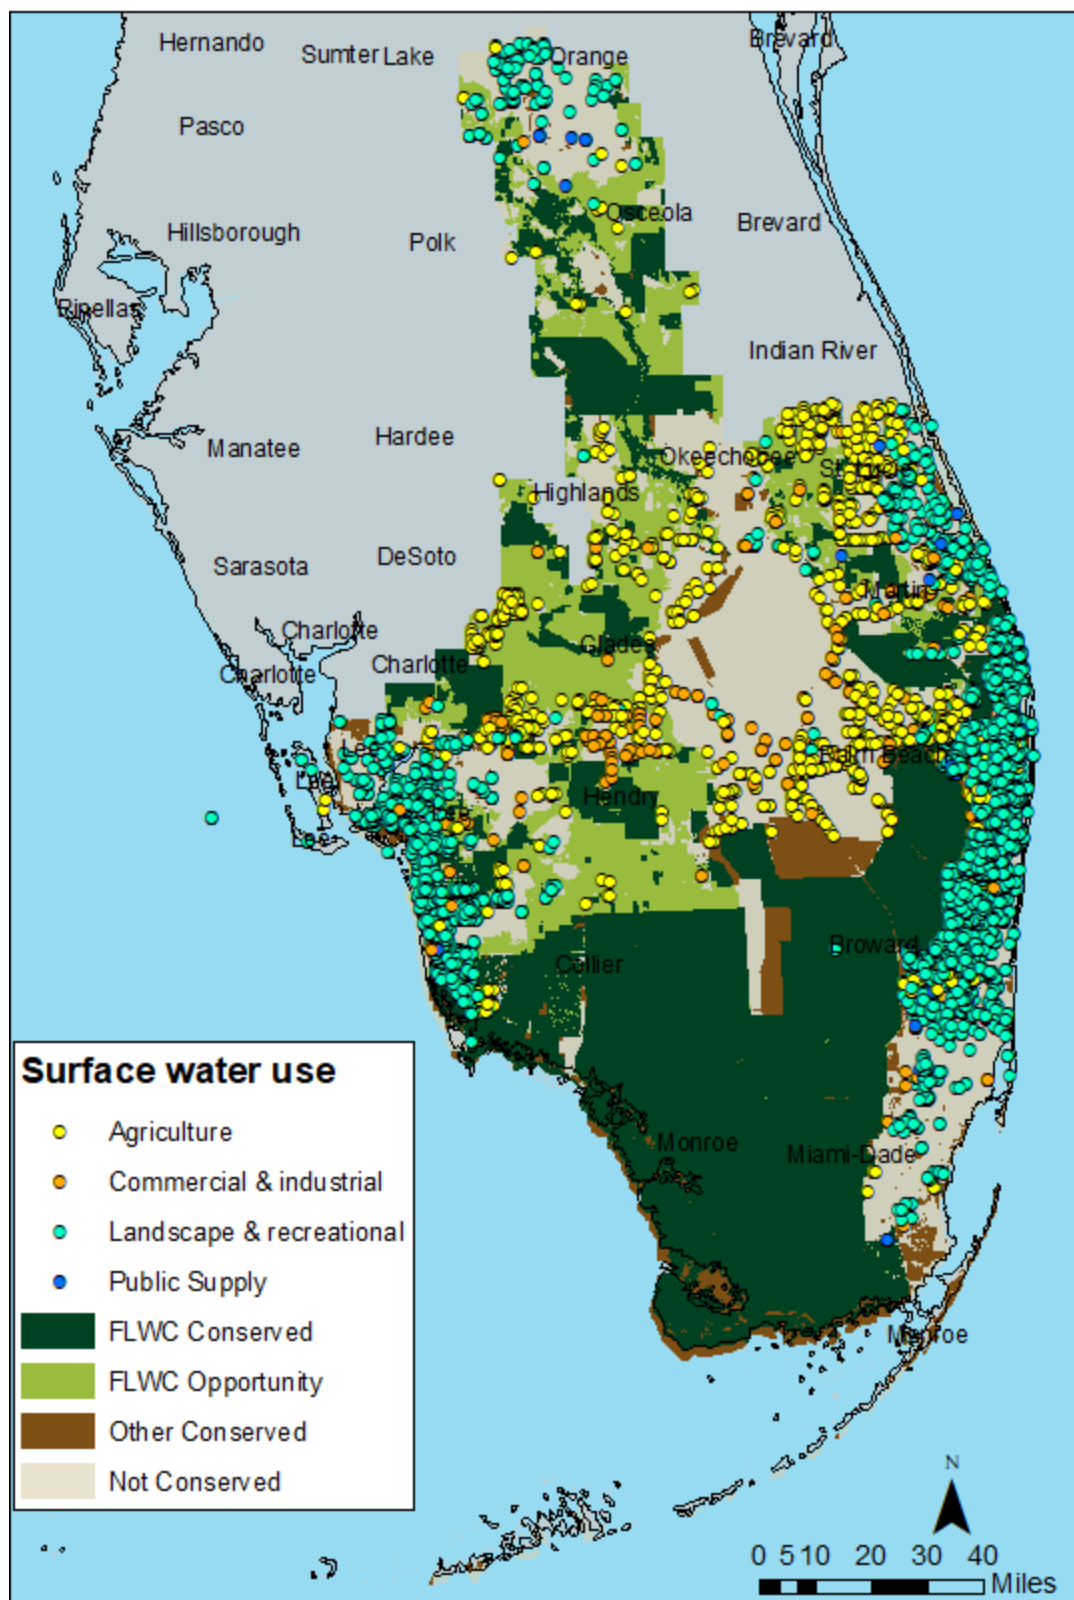 Hernando
Sumter
Lake
Orange
Brevard
Pasco
Hillsborough
Polk
Osceola
Brevard
Pinellas
Indian River
Manatee
Hardee
Okeechobee
St. Lucie
Highlands
Sarasota
DeSoto
Martin
Charlotte
Glades
Charlotte
Charlotte
Lee
Palm Beach
Lee
Hendry
Lee
Lee
Broward
Collier
Monroe
Miami-Dade
Monroe
Surface water use
Agriculture
Commercial & industrial
Landscape & recreational
Public Supply
FLWC Conserved
FLWC Opportunity
Other Conserved
Not Conserved
N
0 5 10 20 30 40
Miles